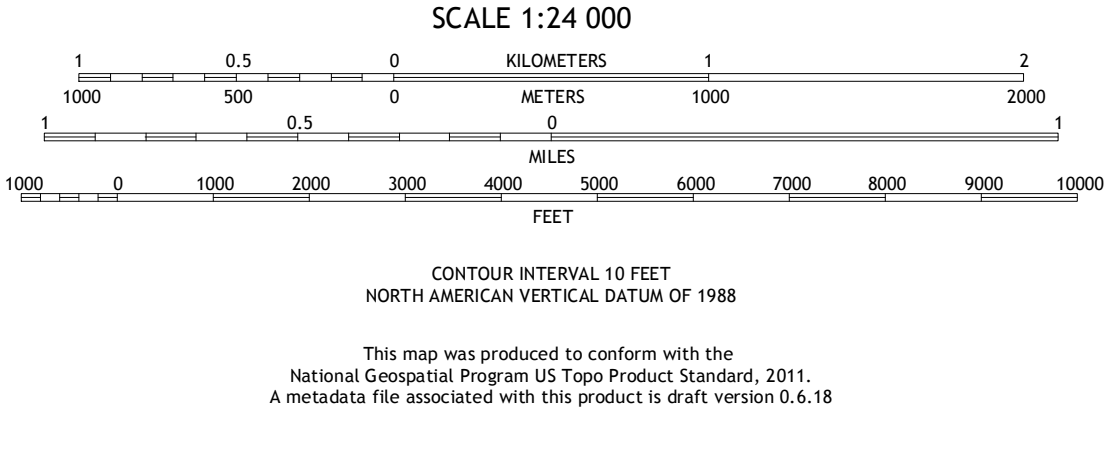 SCALE 1:24 000
1 0.5 0 KILOMETERS 1 2
1000 500 0 METERS 1000 2000
1 0.5 0 1
MILES
1000 0 1000 2000 3000 4000 5000 6000 7000 8000 9000 10000
FEET
CONTOUR INTERVAL 10 FEET
NORTH AMERICAN VERTICAL DATUM OF 1988
This map was produced to conform with the
National Geospatial Program US Topo Product Standard, 2011.
A metadata file associated with this product is draft version 0.6.18